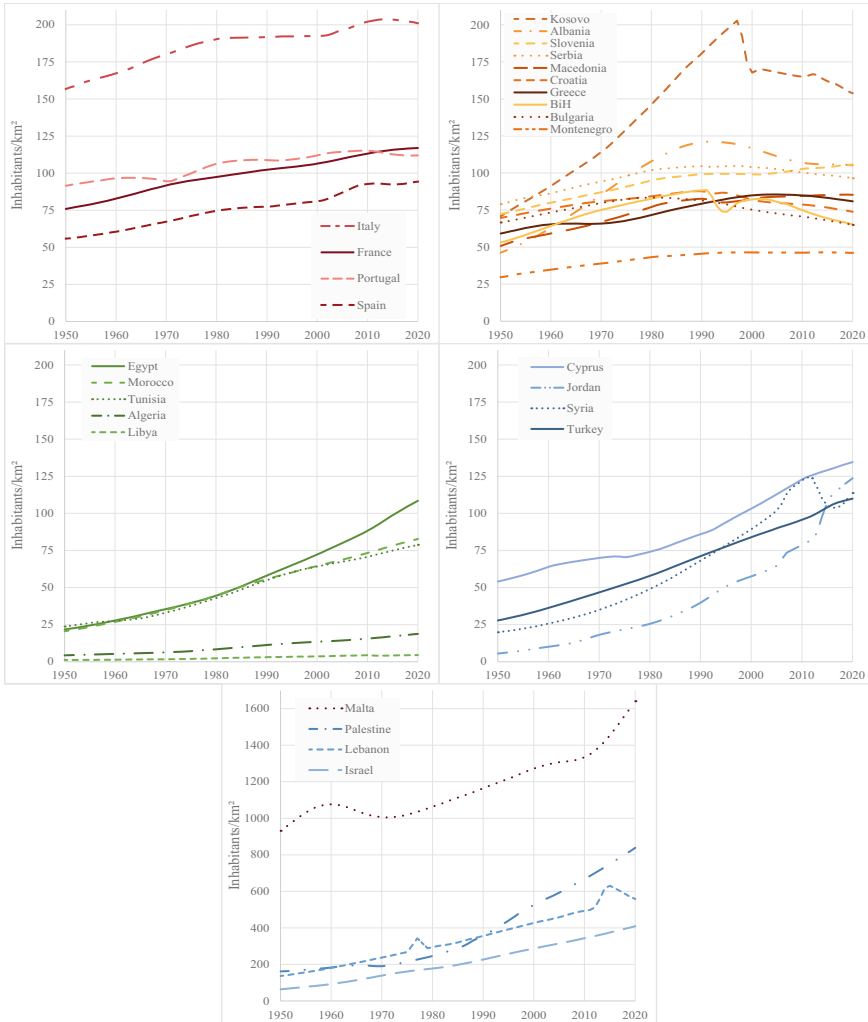 200
175
150
125
100
75
50
25
0
Inhabitants/km²
Italy
France
Portugal
Spain
1950 1960 1970 1980 1990 2000 2010 2020
200
175
150
125
100
75
50
25
0
Inhabitants/km²
Kosovo
Albania
Slovenia
Serbia
Macedonia
Croatia
Greece
BiH
Bulgaria
Montenegro
1950 1960 1970 1980 1990 2000 2010 2020
200
175
150
125
100
75
50
25
0
Inhabitants/km²
Egypt
Morocco
Tunisia
Algeria
Libya
1950 1960 1970 1980 1990 2000 2010 2020
200
175
150
125
100
75
50
25
0
Inhabitants/km²
Cyprus
Jordan
Syria
Turkey
1950 1960 1970 1980 1990 2000 2010 2020
1600
1400
1200
1000
800
600
400
200
0
Inhabitants/km²
Malta
Palestine
Lebanon
Israel
1950 1960 1970 1980 1990 2000 2010 2020